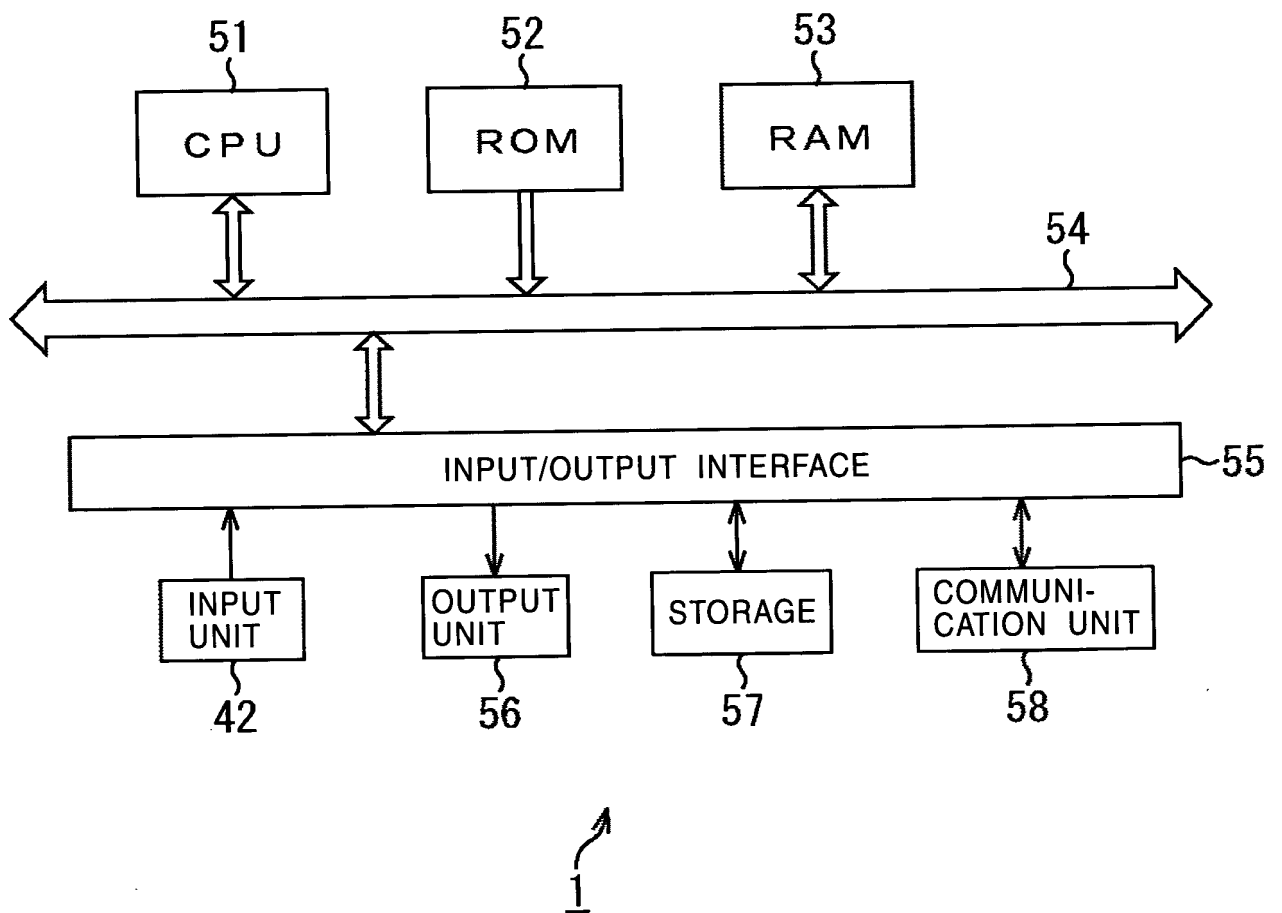 51 52 53
CPU ROM RAM
54
INPUT/OUTPUT INTERFACE
55
INPUT
UNIT
OUTPUT
UNIT
STORAGE
COMMUNI-
CATION UNIT
42 56 57 58
1